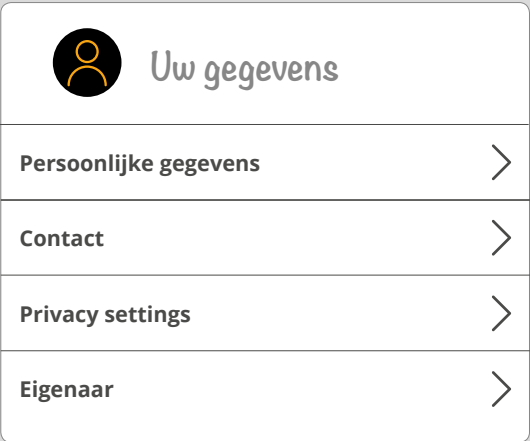 Uw gegevens
Persoonlijke gegevens
Contact
Privacy settings
Eigenaar